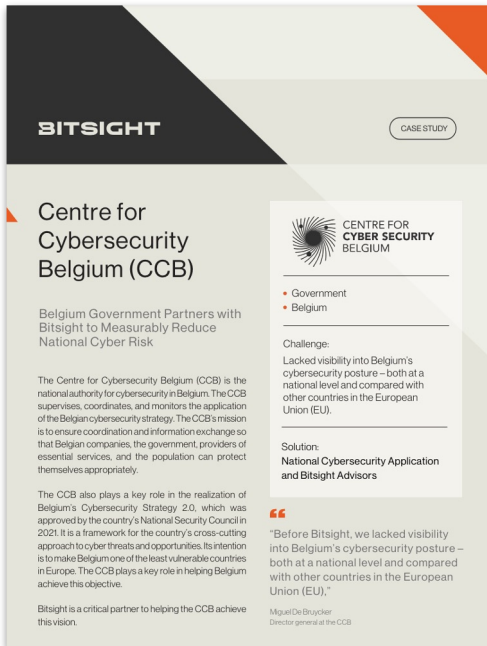 BITSIGHT
CASE STUDY
Centre for
Cybersecurity
Belgium (CCB)
Belgium Government Partners with
Bitsight to Measurably Reduce
National Cyber Risk
The Centre for Cybersecurity Belgium (CCB) is the
national authority for cybersecurity in Belgium. The CCB
supervises, coordinates, and monitors the application
of the Belgian cybersecurity strategy. The CCB's mission
is to ensure coordination and information exchange so
that Belgian companies, the government, providers of
essential services, and the population can protect
themselves appropriately.
The CCB also plays a key role in the realization of
Belgium's Cybersecurity Strategy 2.0, which was
approved by the country's National Security Council in
2021. It is a framework for the country's cross-cutting
approach to cyber threats and opportunities. Its intention
is to make Belgium one of the least vulnerable countries
in Europe. The CCB plays a key role in helping Belgium
achieve this objective.
Bitsight is a critical partner to helping the CCB achieve
this vision.
CENTRE FOR
CYBER SECURITY
BELGIUM
• Government
• Belgium
Challenge:
Lacked visibility into Belgium's
cybersecurity posture – both at a
national level and compared with
other countries in the European
Union (EU).
Solution:
National Cybersecurity Application
and Bitsight Advisors
“Before Bitsight, we lacked visibility
into Belgium's cybersecurity posture –
both at a national level and compared
with other countries in the European
Union (EU),”
Miguel De Bruycker
Director general at the CCB